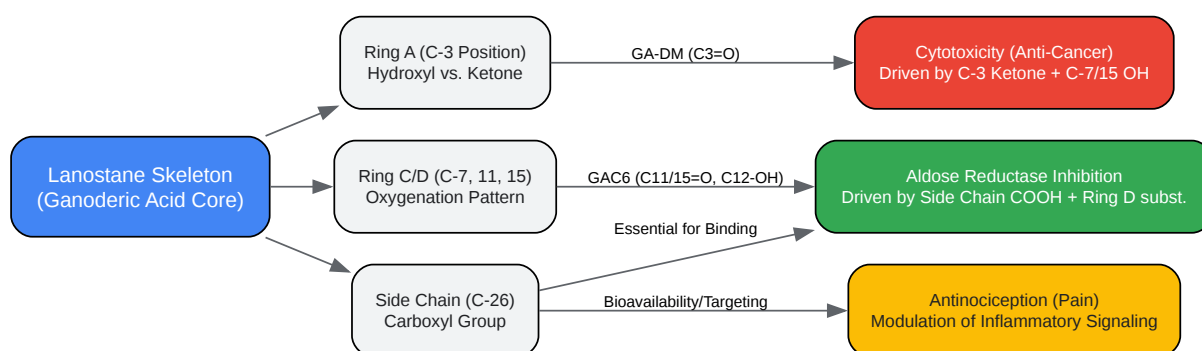 Ring A (C-3 Position)
Hydroxyl vs. Ketone
GA-DM (C3=O)
Cytotoxicity (Anti-Cancer)
Driven by C-3 Ketone + C-7/15 OH
Lanostane Skeleton
(Ganoderic Acid Core)
Ring C/D (C-7, 11, 15)
Oxygenation Pattern
GAC6 (C11/15=O, C12-OH)
Aldose Reductase Inhibition
Driven by Side Chain COOH + Ring D subst.
Essential for Binding
Side Chain (C-26)
Carboxyl Group
Bioavailability/Targeting
Antinociception (Pain)
Modulation of Inflammatory Signaling